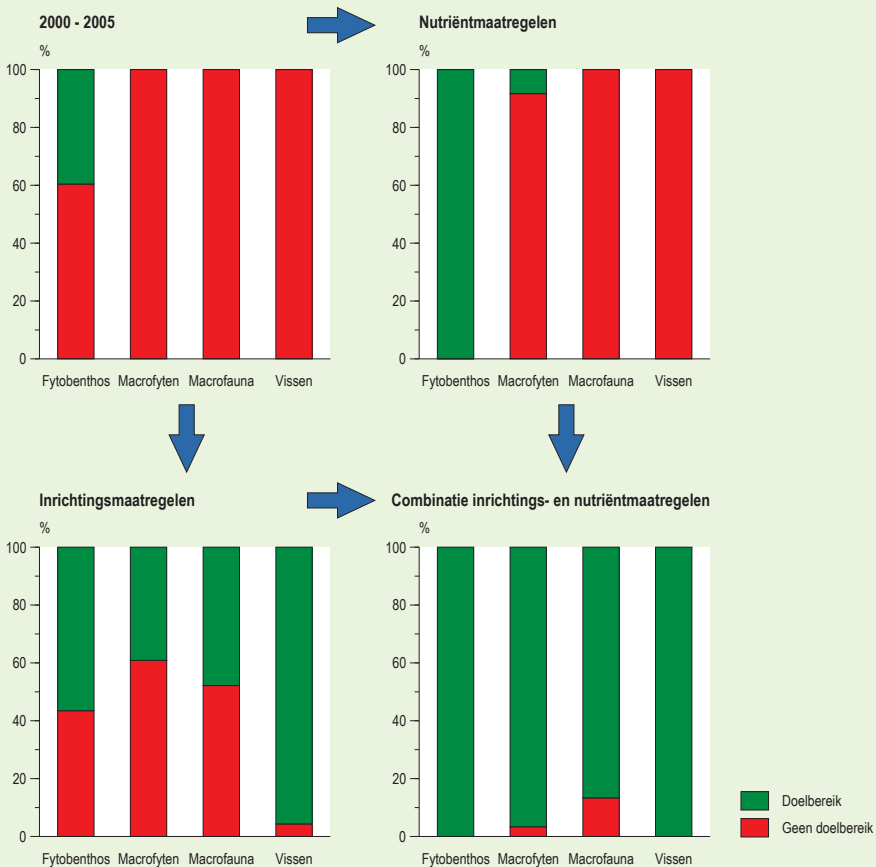 2000 - 2005
%
100
80
60
40
20
0
Fytobenthos Macrofyten Macrofauna Vissen
Nutriëntmaatregelen
%
100
80
60
40
20
0
Fytobenthos Macrofyten Macrofauna Vissen
Inrichtingsmaatregelen
%
100
80
60
40
20
0
Fytobenthos Macrofyten Macrofauna Vissen
Combinatie inrichtings- en nutriëntmaatregelen
%
100
80
60
40
20
0
Fytobenthos Macrofyten Macrofauna Vissen
Doelbereik
Geen doelbereik